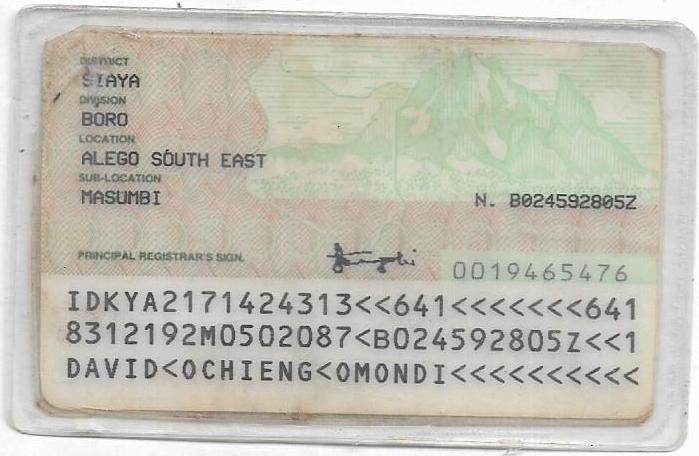 DISTRICT
SIAYA
DIVISION
BORO
LOCATION
ALEGO SOUTH EAST
SUB-LOCATION
MASUMBI
N. B024592805Z
PRINCIPAL REGISTRAR'S SIGN.
0019465476
IDKYA2171424313<<641<<<<<<<641
8312192M0502087<B024592805Z<<1
DAVID<OCHIENG<OMONDI<<<<<<<<<<